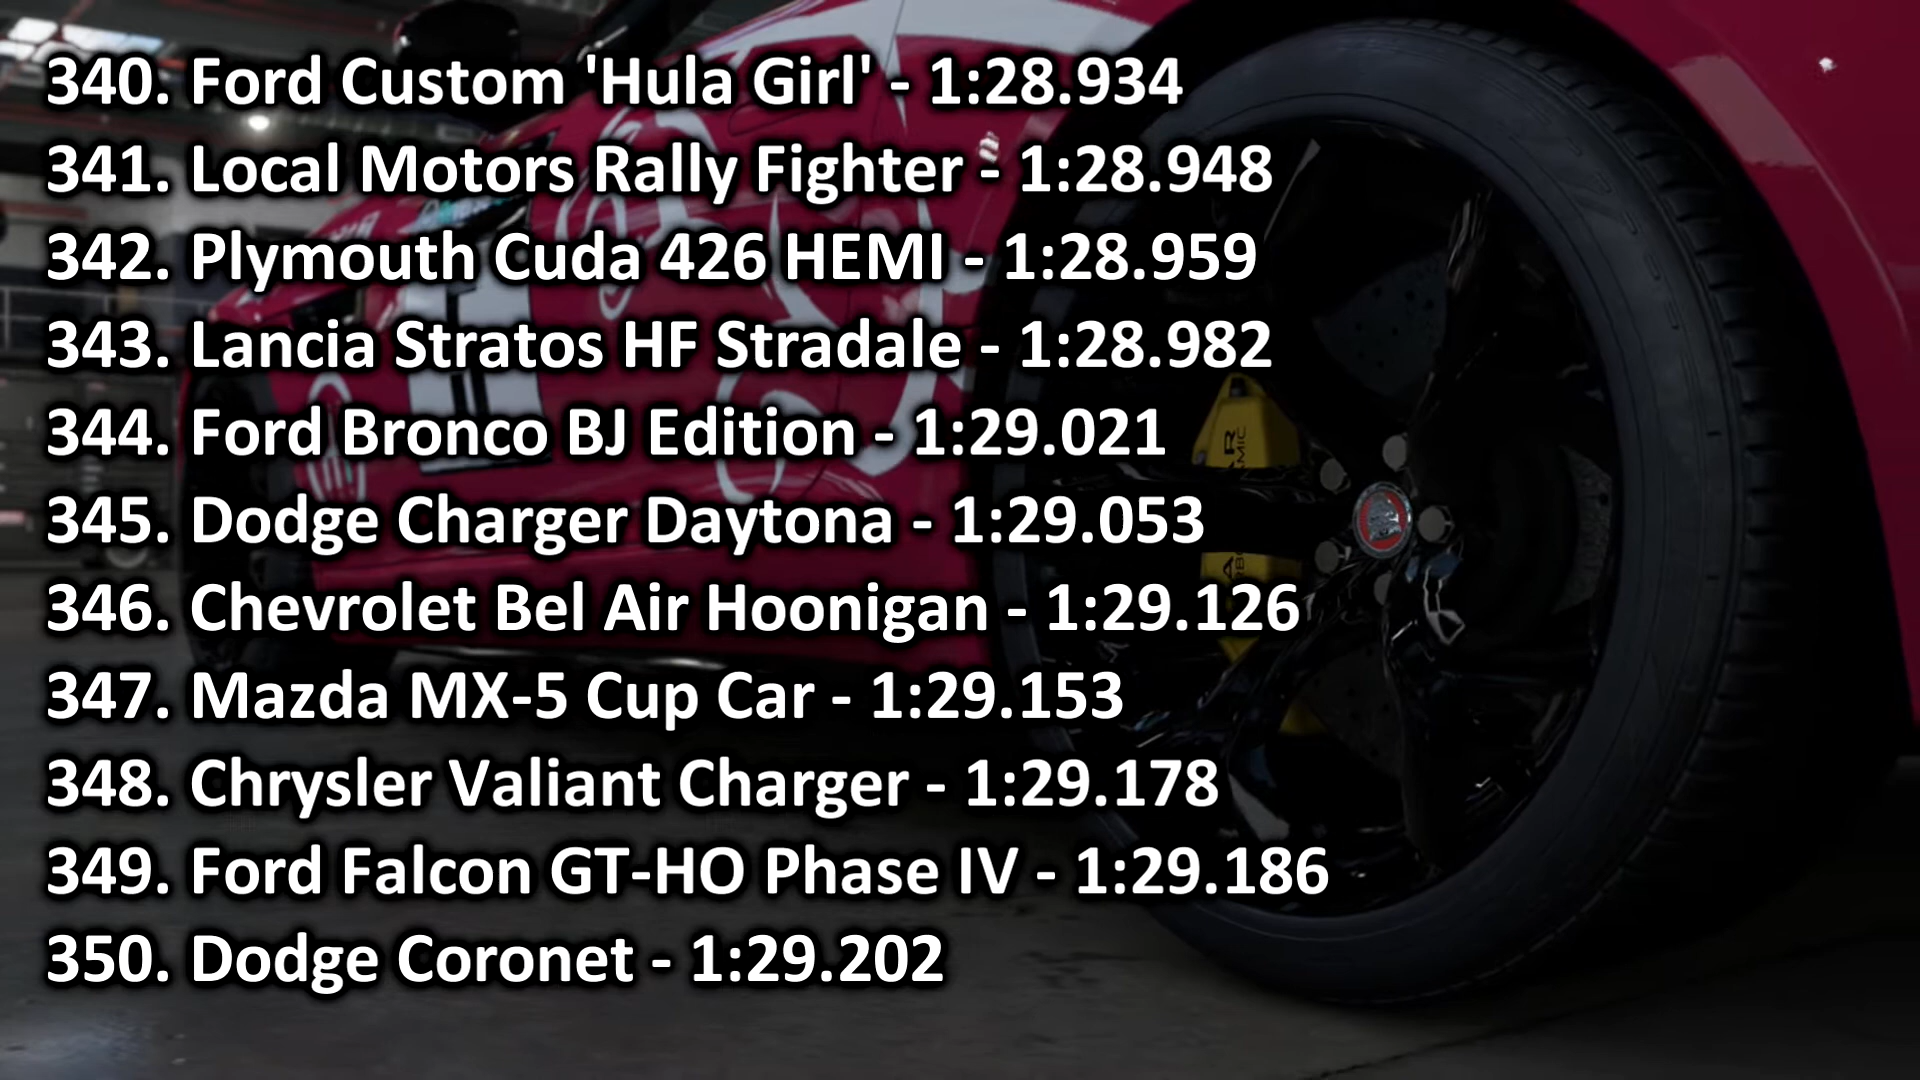 340. Ford Custom 'Hula Girl' - 1:28.934
341. Local Motors Rally Fighter - 1:28.948
342. Plymouth Cuda 426 HEMI - 1:28.959
343. Lancia Stratos HF Stradale - 1:28.982
344. Ford Bronco BJ Edition - 1:29.021
345. Dodge Charger Daytona - 1:29.053
346. Chevrolet Bel Air Hoonigan - 1:29.126
347. Mazda MX-5 Cup Car - 1:29.153
348. Chrysler Valiant Charger - 1:29.178
349. Ford Falcon GT-HO Phase IV - 1:29.186
350. Dodge Coronet - 1:29.202